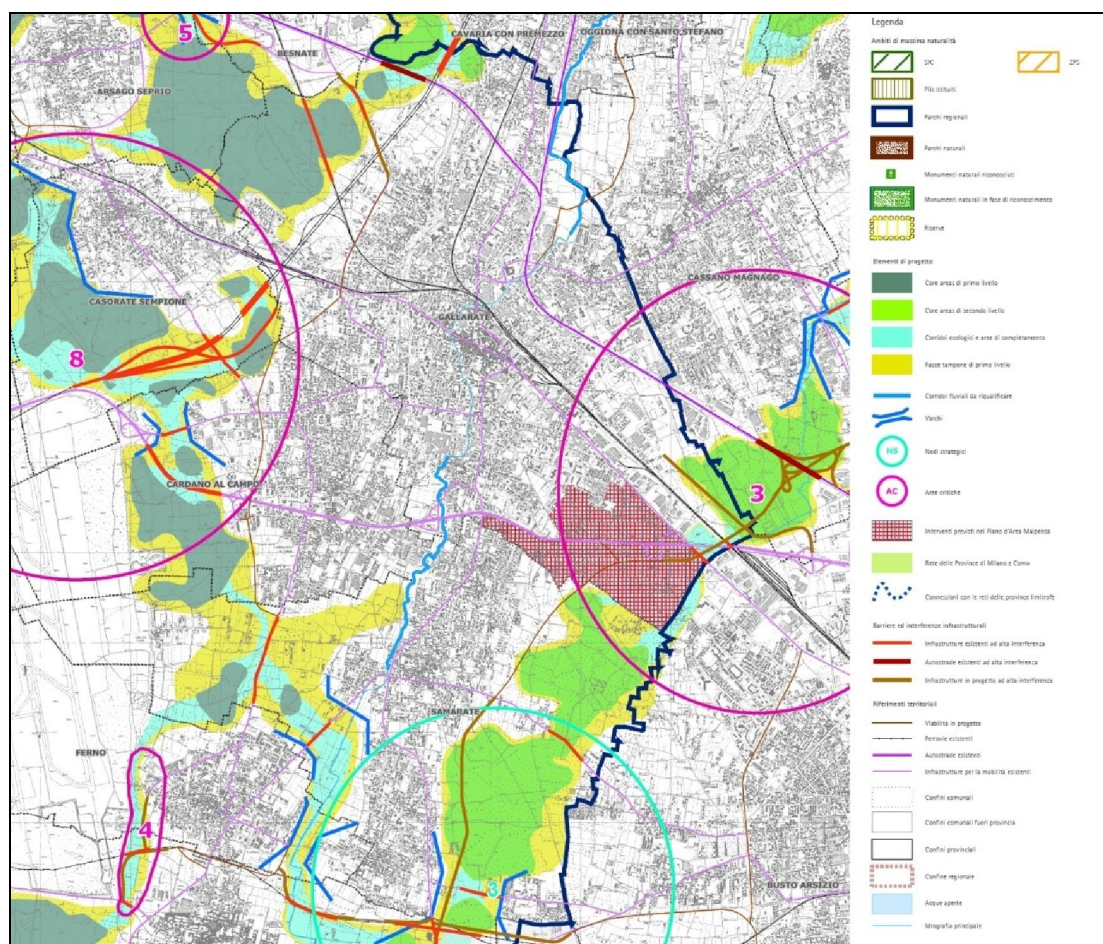 5
BESNATE
CAVARIA CON PREMEZZO
OGGIONA CON SANTO STEFANO
ARSAGO SEPRIO
CASORATE SEMPIONE
CASSANO MAGNAGO
GALLARATE
8
CARDANO AL CAMPO
3
SAMARATE
FERNO
4
3
BUSTO ARSIZIO
Legenda
Ambiti di massima naturalità
SIC
ZPS
Plis istituiti
Parchi regionali
Parchi naturali
Monumenti naturali riconosciuti
Monumenti naturali in fase di riconoscimento
Riserve
Elementi di progetto
Core areas di primo livello
Core areas di secondo livello
Corridoi ecologici e aree di completamento
Fasce tampone di primo livello
Corridoi fluviali da riqualificare
Varchi
NS
Nodi strategici
AC
Aree critiche
Interventi previsti nel Piano d'Area Malpensa
Rete delle Province di Milano e Como
Connessioni con le reti delle province limitrofe
Barriere ed interferenze infrastrutturali
Infrastrutture esistenti ad alta interferenza
Autostrade esistenti ad alta interferenza
Infrastrutture in progetto ad alta interferenza
Riferimenti territoriali
Viabilità in progetto
Ferrovie esistenti
Autostrade esistenti
Infrastrutture per la mobilità esistenti
Confini comunali
Confini comunali fuori provincia
Confini provinciali
Confine regionale
Acque aperte
Idrografia principale